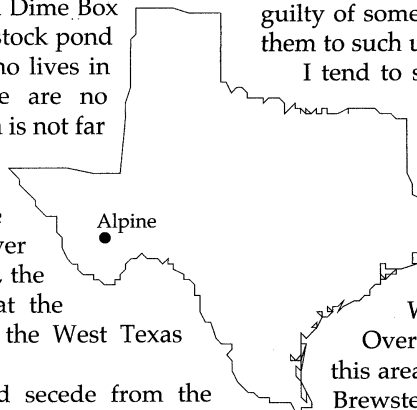 Dime Box
stock pond
no lives in
e are no
is not far
guilty of some
them to such u
I tend to s
Alpine
ver
, the
at the
the West Texas
d secede from the
W
Over
this area
Brewste